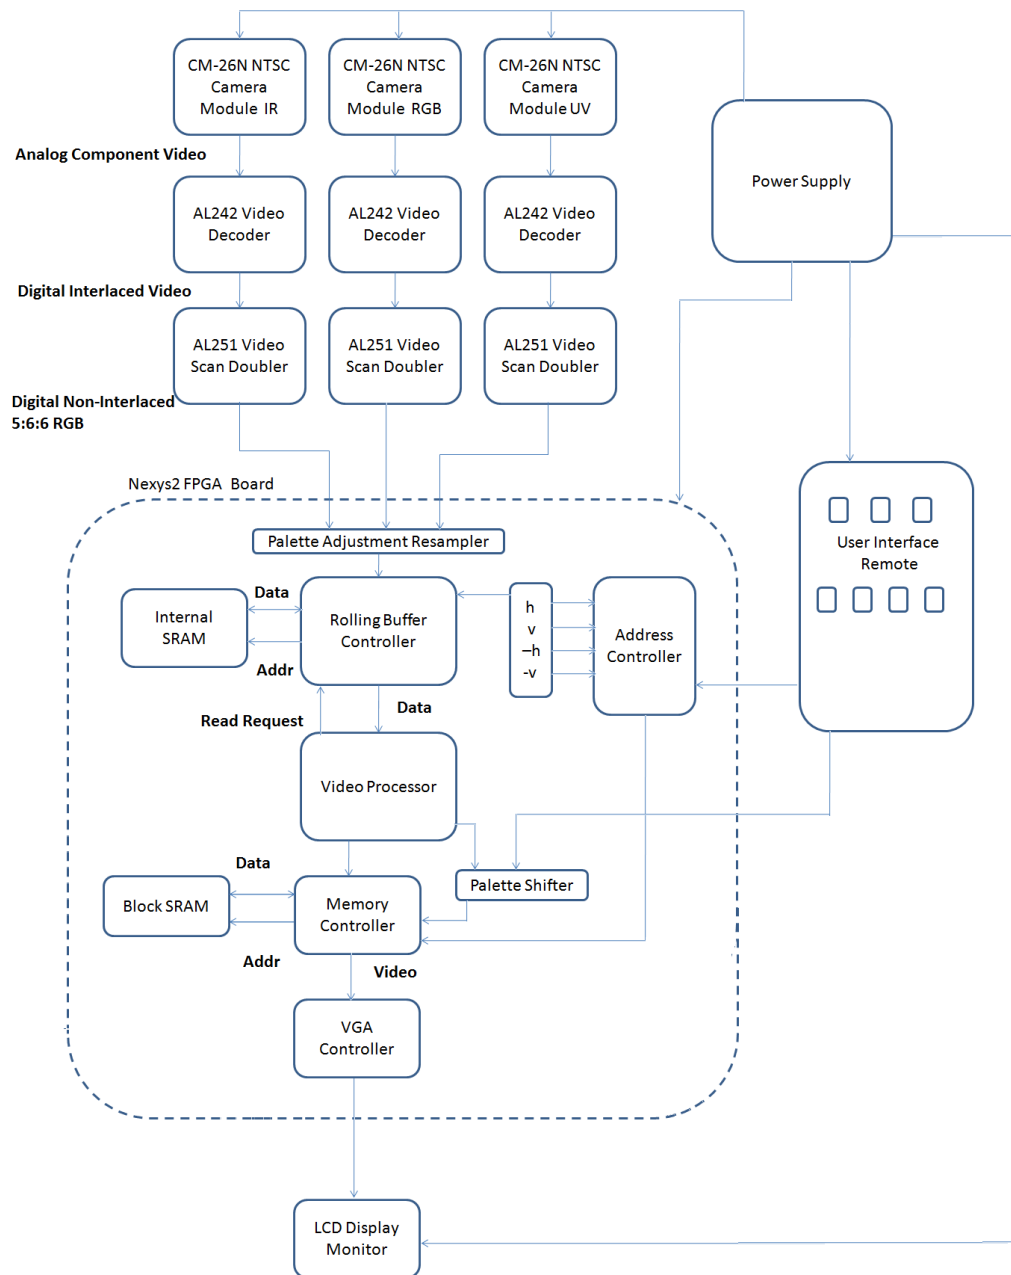 CM-26N NTSC
Camera
Module IR
CM-26N NTSC
Camera
Module RGB
CM-26N NTSC
Camera
Module UV
Power Supply
Analog Component Video
AL242 Video
Decoder
AL242 Video
Decoder
AL242 Video
Decoder
Digital Interlaced Video
AL251 Video
Scan Doubler
AL251 Video
Scan Doubler
AL251 Video
Scan Doubler
Digital Non-Interlaced
5:6:6 RGB
Nexys2 FPGA Board
Palette Adjustment Resampler
User Interface
Remote
Data
Internal
SRAM
Addr
Rolling Buffer
Controller
h
v
–h
-v
Address
Controller
Read Request
Data
Video Processor
Data
Block SRAM
Addr
Memory
Controller
Palette Shifter
Video
VGA
Controller
LCD Display
Monitor